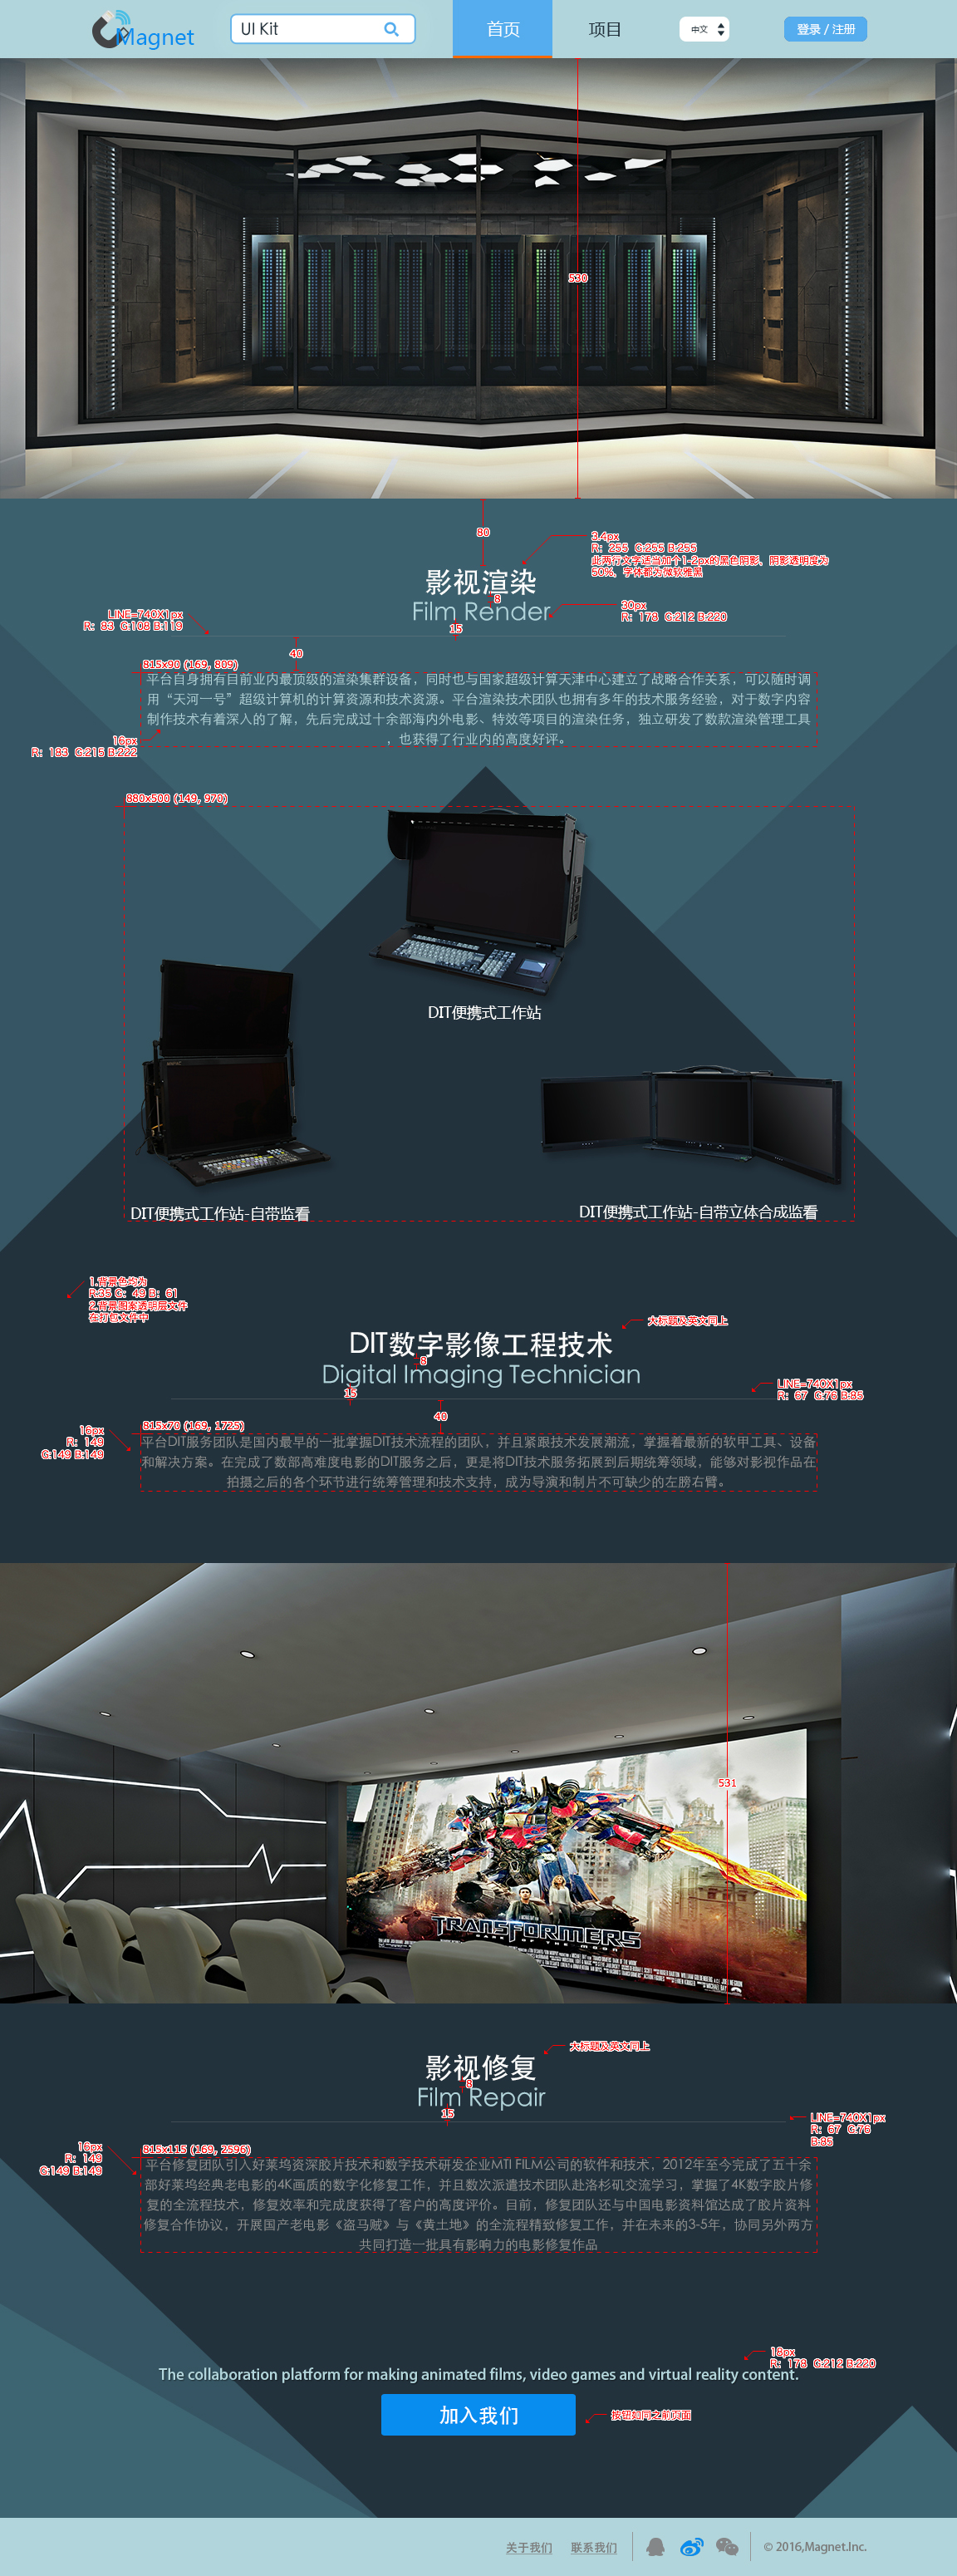 Magnet
UI Kit
首页
项目
中文
登录 / 注册
530
80
3.4px
R: 255 G:255 B:255
此两行文字适当加个1-2px的黑色阴影，阴影透明度为
50%，字体都为微软雅黑
影视渲染
8
Film Render
30px
R: 178 G:212 B:220
LINE=740X1px
R: 83 G:108 B:119
15
40
815x90 (169, 809)
平台自身拥有目前业内最顶级的渲染集群设备，同时也与国家超级计算天津中心建立了战略合作关系，可以随时调
用“天河一号”超级计算机的计算资源和技术资源。平台渲染技术团队也拥有多年的技术服务经验，对于数字内容
制作技术有着深入的了解，先后完成过十余部海内外电影、特效等项目的渲染任务，独立研发了数款渲染管理工具
，也获得了行业内的高度好评。
16px
R: 183 G:215 B:222
880x500 (149, 970)
DIT便携式工作站
DIT便携式工作站-自带监看
DIT便携式工作站-自带立体合成监看
1.背景色均为
R:35 G: 49 B: 61
2.背景图案透明层文件
在打包文件中
大标题及英文同上
DIT数字影像工程技术
8
Digital Imaging Technician
LINE=740X1px
R: 67 G:76 B:85
15
40
16px
R: 149
G:149 B:149
815x70 (169, 1725)
平台DIT服务团队是国内最早的一批掌握DIT技术流程的团队，并且紧跟技术发展潮流，掌握着最新的软甲工具、设备
和解决方案。在完成了数部高难度电影的DIT服务之后，更是将DIT技术服务拓展到后期统筹领域，能够对影视作品在
拍摄之后的各个环节进行统筹管理和技术支持，成为导演和制片不可缺少的左膀右臂。
531
TRANSFORMERS
大标题及英文同上
影视修复
8
Film Repair
15
LINE=740X1px
R: 67 G:76
B:85
16px
R: 149
G:149 B:149
815x115 (169, 2596)
平台修复团队引入好莱坞资深胶片技术和数字技术研发企业MTI FILM公司的软件和技术，2012年至今完成了五十余
部好莱坞经典老电影的4K画质的数字化修复工作，并且数次派遣技术团队赴洛杉矶交流学习，掌握了4K数字胶片修
复的全流程技术，修复效率和完成度获得了客户的高度评价。目前，修复团队还与中国电影资料馆达成了胶片资料
修复合作协议，开展国产老电影《盗马贼》与《黄土地》的全流程精致修复工作，并在未来的3-5年，协同另外两方
共同打造一批具有影响力的电影修复作品
18px
R: 178 G:212 B:220
The collaboration platform for making animated films, video games and virtual reality content.
加入我们
按钮如同之前页面
关于我们
联系我们
© 2016,Magnet.Inc.